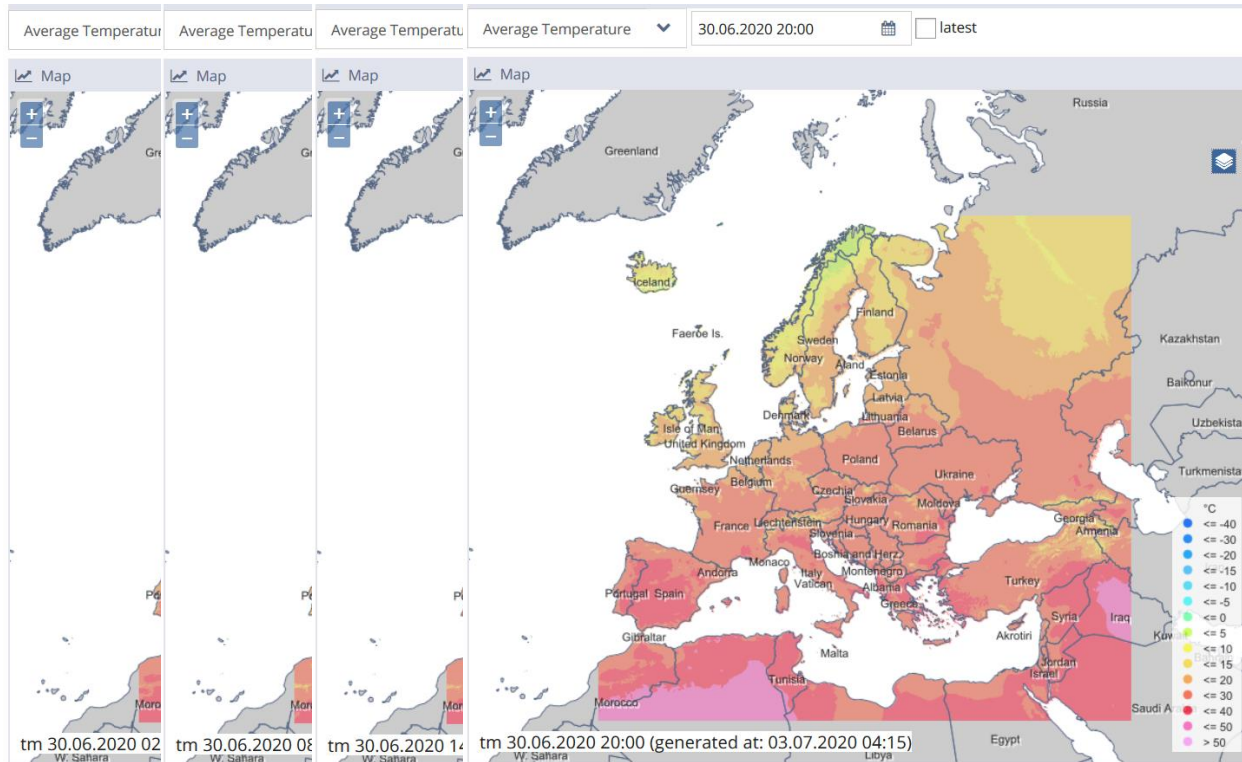 Average Temperatur
Average Temperatu
Average Temperatu
Average Temperature
30.06.2020 20:00
latest
Map
Map
Map
Map
+
−
+
−
+
−
+
−
Russia
Greenland
Iceland
Finland
Faeroe Is.
Sweden
Norway
Aland
Kazakhstan
Estonia
Baikonur
Latvia
Denmark
Lithuania
Isle of Man
Belarus
Uzbekista
United Kingdom
Netherlands
Poland
Ukraine
Turkmenista
Belgium
Guernsey
Czechia
Slovakia
Moldova
France
Liechtenstein
Hungary
Romania
Georgia
Slovenia
Armenia
Bosnia and Herz.
Monaco
Italy
Andorra
Montenegro
Vatican
Albania
Turkey
Portugal
Spain
Greece
Syria
Iraq
Gibraltar
Akrotiri
Kuwa
Malta
Jordan
Tunisia
Israel
Morocco
Saudi Ara
Egypt
Libya
°C
<= -40
<= -30
<= -20
<= -15
<= -10
<= -5
<= 0
<= 5
<= 10
<= 15
<= 20
<= 30
<= 40
<= 50
> 50
tm 30.06.2020 02
tm 30.06.2020 08
tm 30.06.2020 14
tm 30.06.2020 20:00 (generated at: 03.07.2020 04:15)
W. Sahara
W. Sahara
W. Sahara
W. Sahara